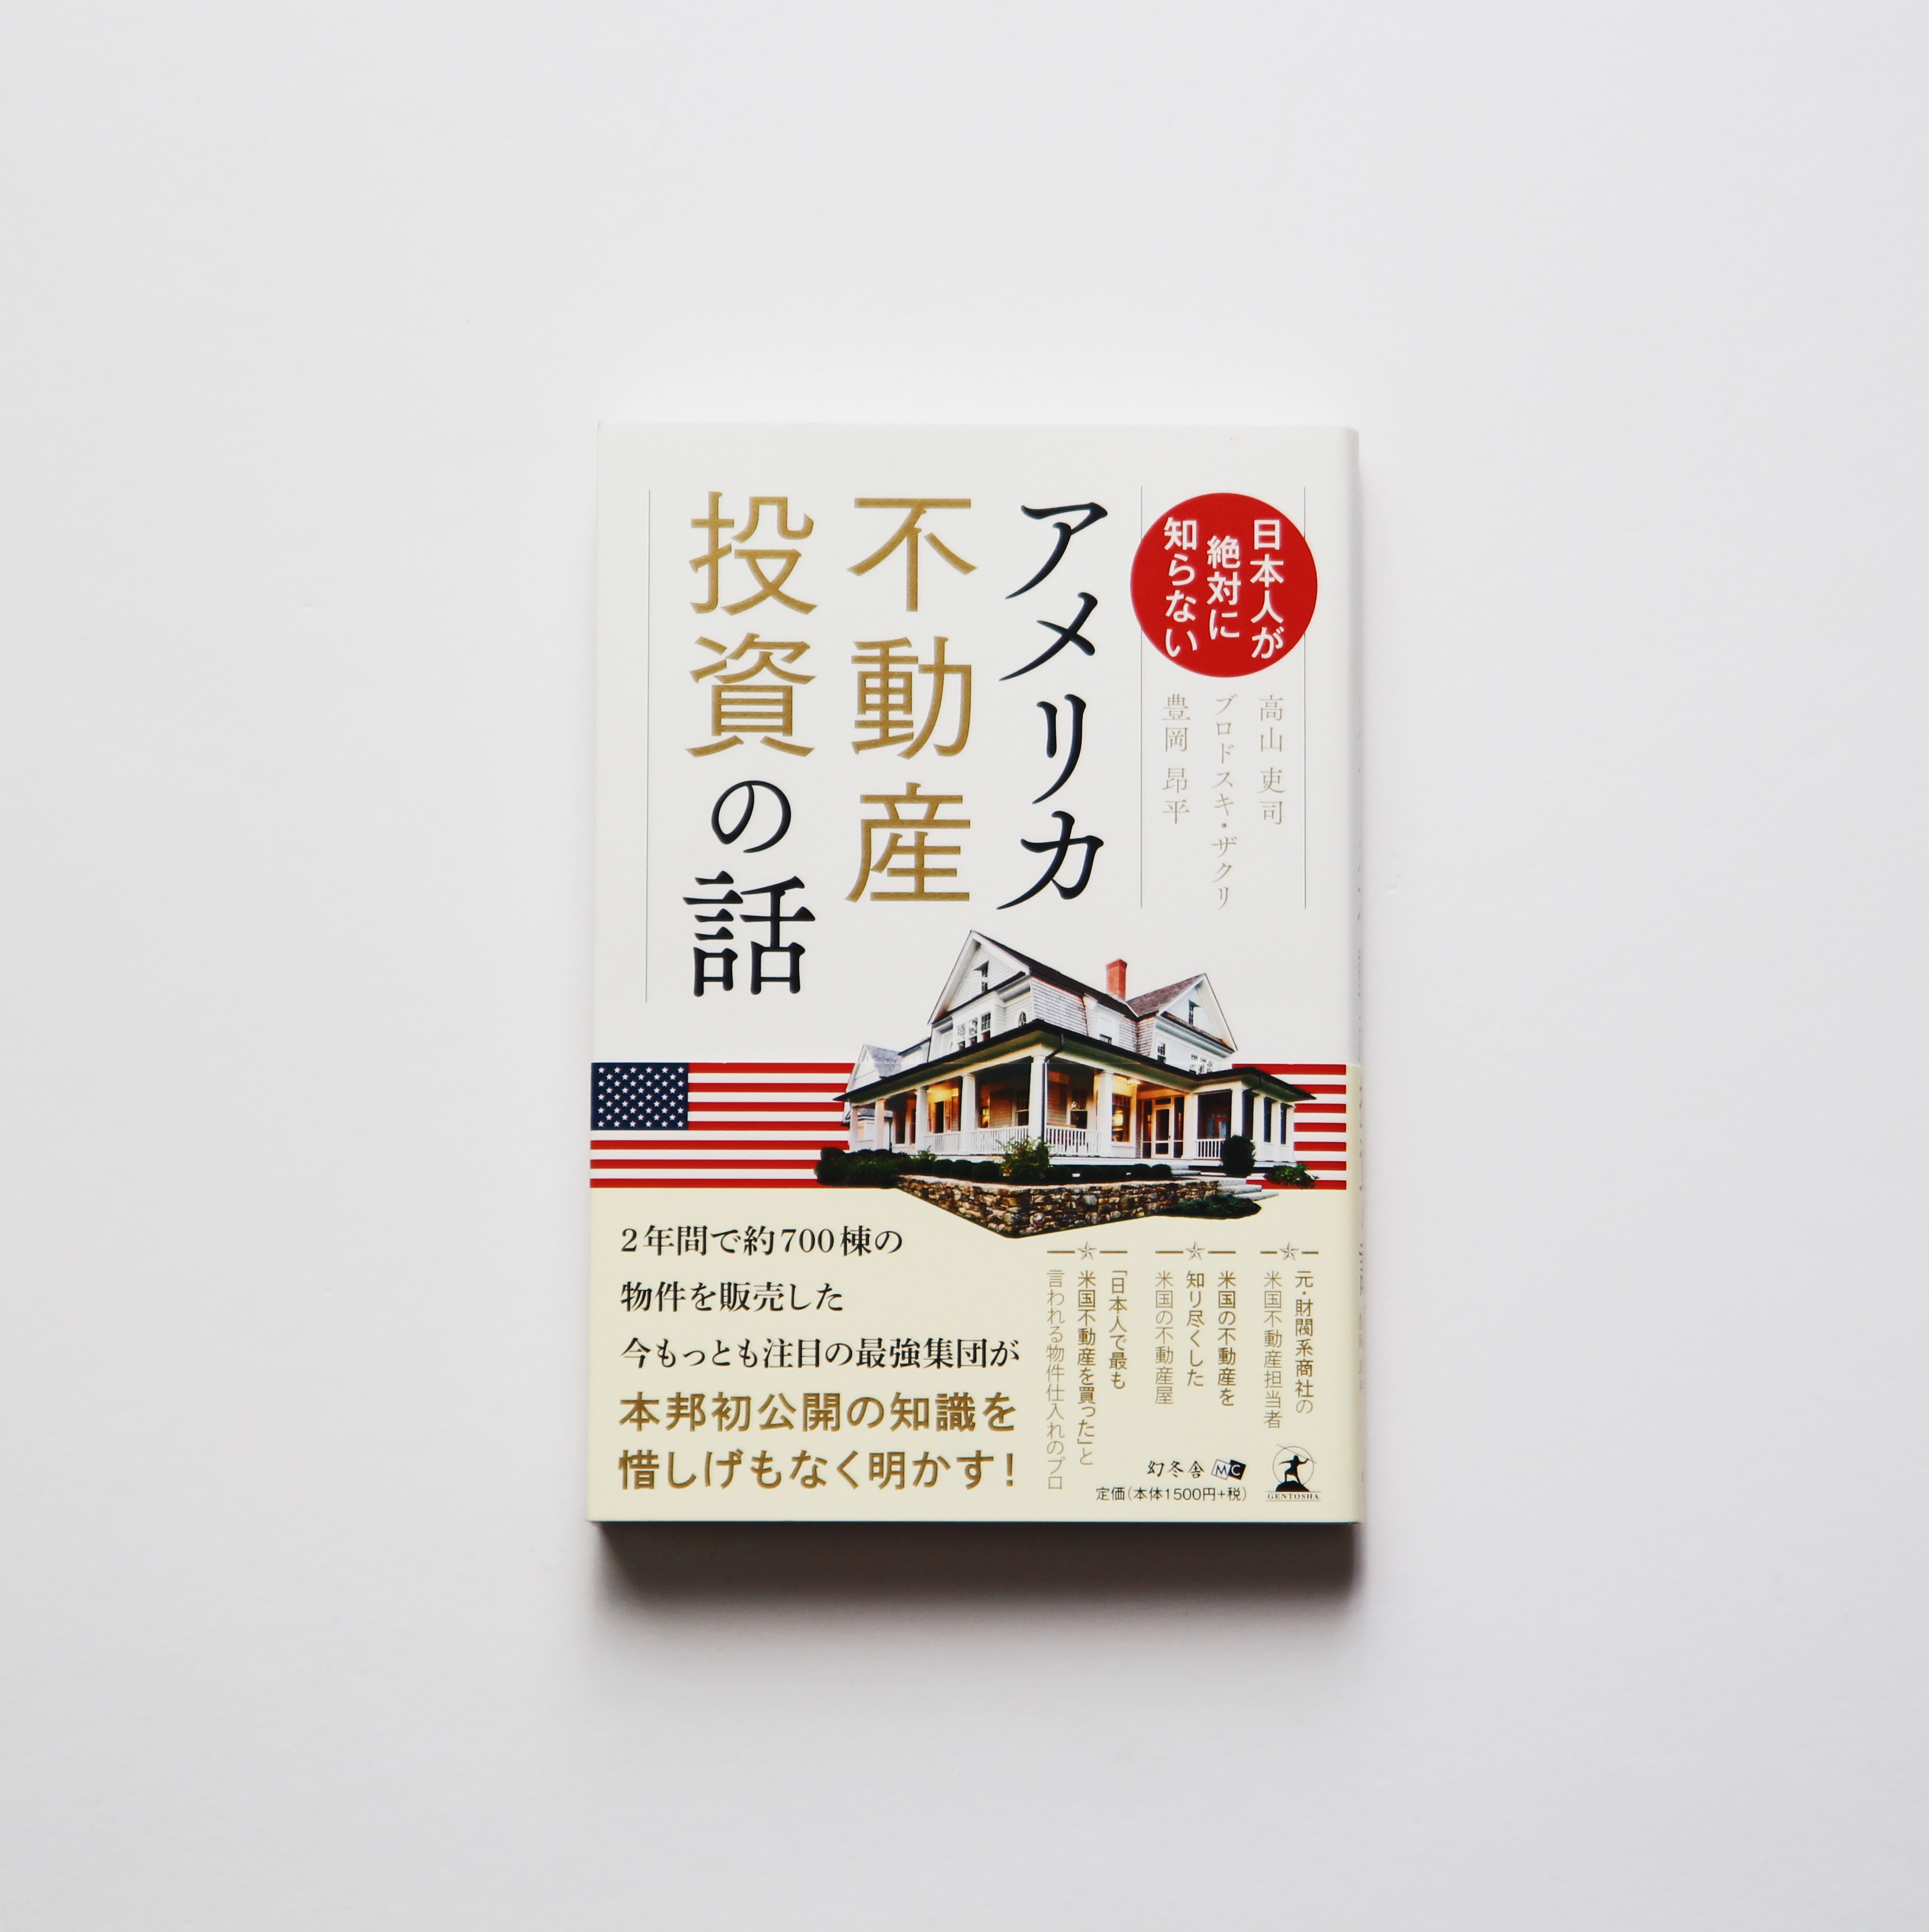 日本人が
絶対に
知らない
アメリカ
不動産
投資の話
高山 吏司
ブロドスキ・ザクリ
豊岡 昂平
2年間で約700棟の
物件を販売した
今もっとも注目の最強集団が
本邦初公開の知識を
惜しげもなく明かす！
元・財閥系商社の
米国不動産担当者
米国の不動産を
知り尽くした
米国の不動産屋
「日本人で最も
米国不動産を買った」と
言われる物件仕入れのプロ
幻冬舎 MC
定価（本体1500円+税）
GENTOSHA